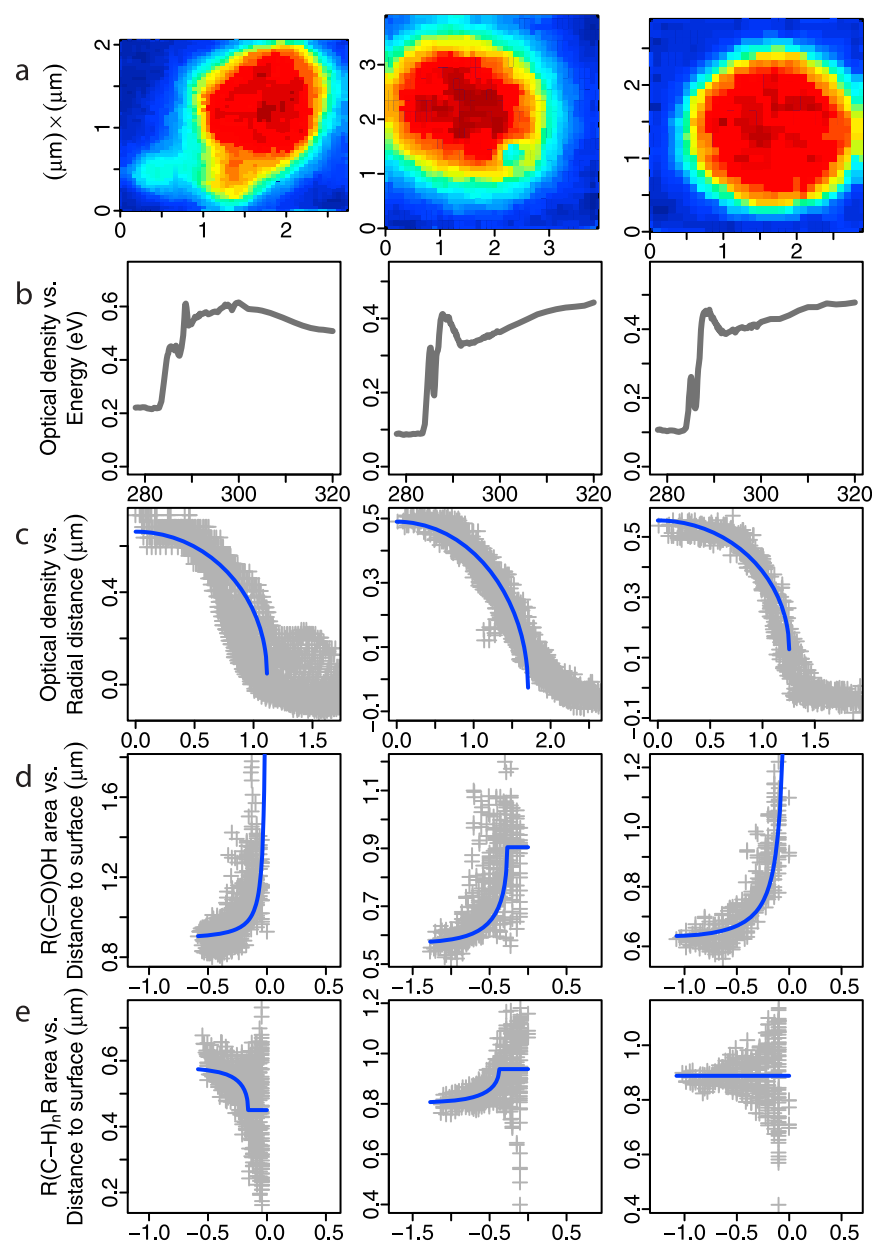 a
(μm) × (μm)
0 1 2
0 1 2
0 1 2 3
0 1 2 3
0 1 2
0 1 2 3
b
Optical density vs.
Energy (eV)
0.0 0.2 0.4 0.6
280 300 320
0.0 0.2 0.4
280 300 320
0.0 0.2 0.4
280 300 320
c
Optical density vs.
Radial distance (μm)
0.0 0.4
0.0 0.5 1.0 1.5
−0.1 0.1 0.3 0.5
0.0 1.0 2.0
−0.1 0.1 0.3 0.5
0.0 0.5 1.0 1.5
d
R(C=O)OH area vs.
Distance to surface (μm)
0.8 1.2 1.6
−1.0 −0.5 0.0 0.5
0.5 0.7 0.9 1.1
−1.5 −0.5 0.5
0.6 0.8 1.0 1.2
−1.0 −0.5 0.0 0.5
e
R(C−H)nR area vs.
Distance to surface (μm)
0.2 0.4 0.6
−1.0 −0.5 0.0 0.5
0.4 0.6 0.8 1.0 1.2
−1.5 −0.5 0.5
0.4 0.6 0.8 1.0
−1.0 −0.5 0.0 0.5